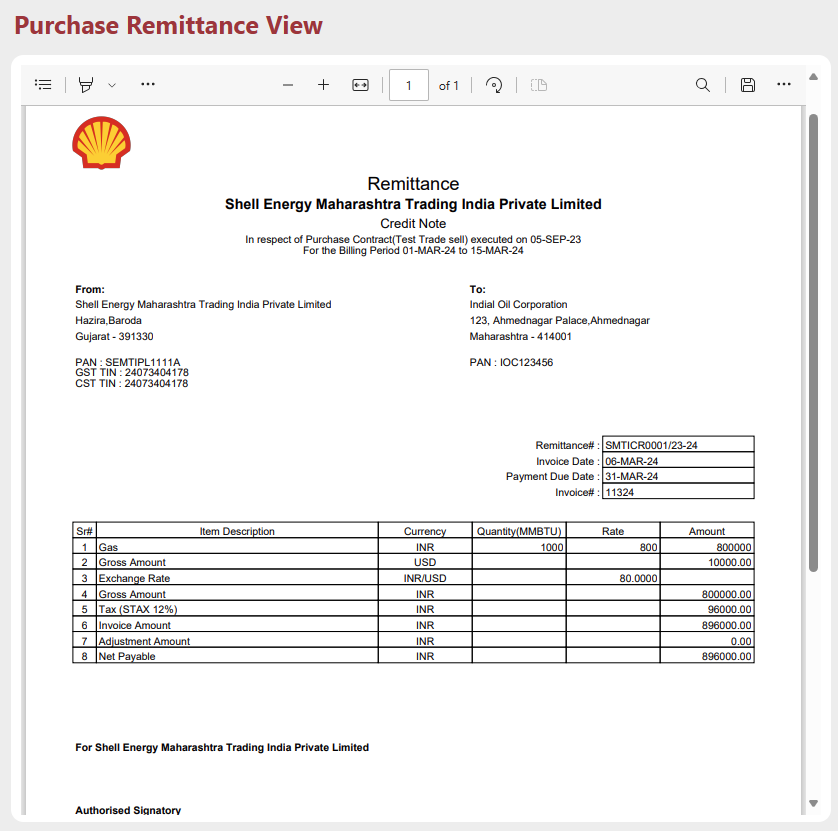 Purchase Remittance View
1 of 1
Remittance
Shell Energy Maharashtra Trading India Private Limited
Credit Note
In respect of Purchase Contract(Test Trade sell) executed on 05-SEP-23
For the Billing Period 01-MAR-24 to 15-MAR-24
From:
Shell Energy Maharashtra Trading India Private Limited
Hazira,Baroda
Gujarat - 391330
PAN : SEMTIPL1111A
GST TIN : 24073404178
CST TIN : 24073404178
To:
Indial Oil Corporation
123, Ahmednagar Palace,Ahmednagar
Maharashtra - 414001
PAN : IOC123456
Remittance# : SMTICR0001/23-24
Invoice Date : 06-MAR-24
Payment Due Date : 31-MAR-24
Invoice# : 11324
Sr# Item Description Currency Quantity(MMBTU) Rate Amount
1 Gas INR 1000 800 800000
2 Gross Amount USD 10000.00
3 Exchange Rate INR/USD 80.0000
4 Gross Amount INR 800000.00
5 Tax (STAX 12%) INR 96000.00
6 Invoice Amount INR 896000.00
7 Adjustment Amount INR 0.00
8 Net Payable INR 896000.00
For Shell Energy Maharashtra Trading India Private Limited
Authorised Signatory